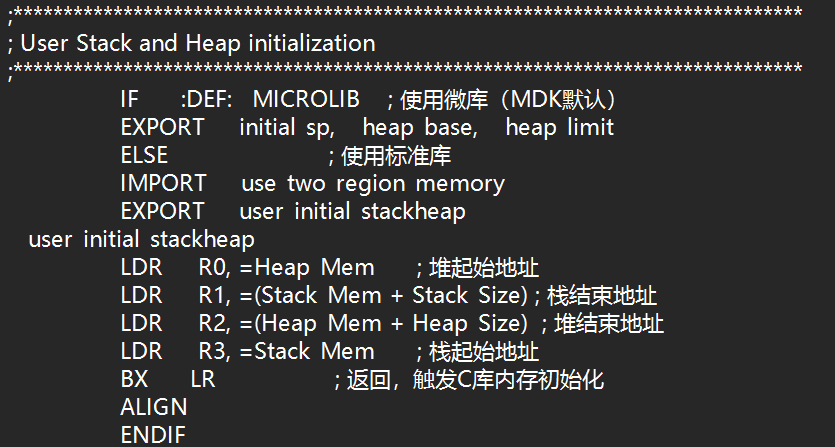 ;*******************************************************************************
; User Stack and Heap initialization
;*******************************************************************************
IF :DEF: MICROLIB ; 使用微库（MDK默认）
EXPORT initial sp, heap base, heap limit
ELSE ; 使用标准库
IMPORT use two region memory
EXPORT user initial stackheap
user initial stackheap
LDR R0, =Heap Mem ; 堆起始地址
LDR R1, =(Stack Mem + Stack Size) ; 栈结束地址
LDR R2, =(Heap Mem + Heap Size) ; 堆结束地址
LDR R3, =Stack Mem ; 栈起始地址
BX LR ; 返回，触发C库内存初始化
ALIGN
ENDIF